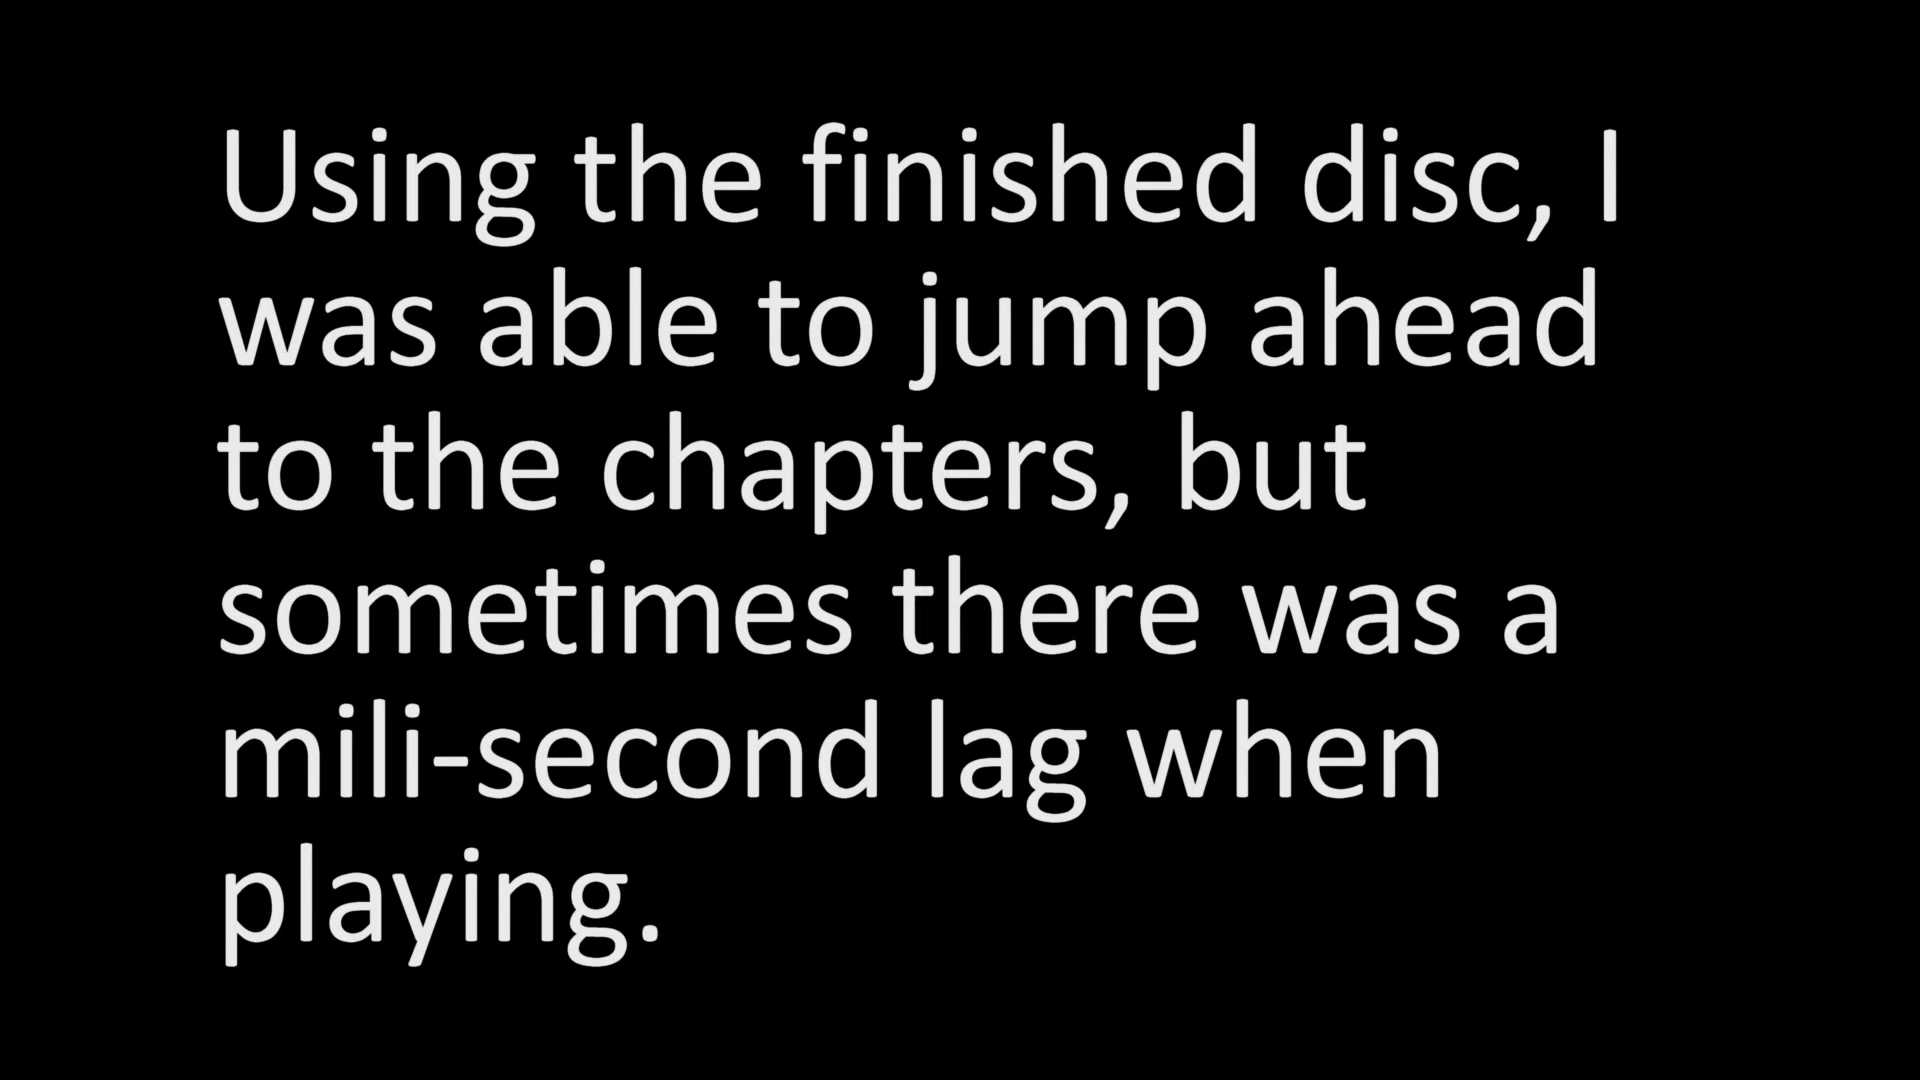 Using the finished disc, I
was able to jump ahead
to the chapters, but
sometimes there was a
mili-second lag when
playing.